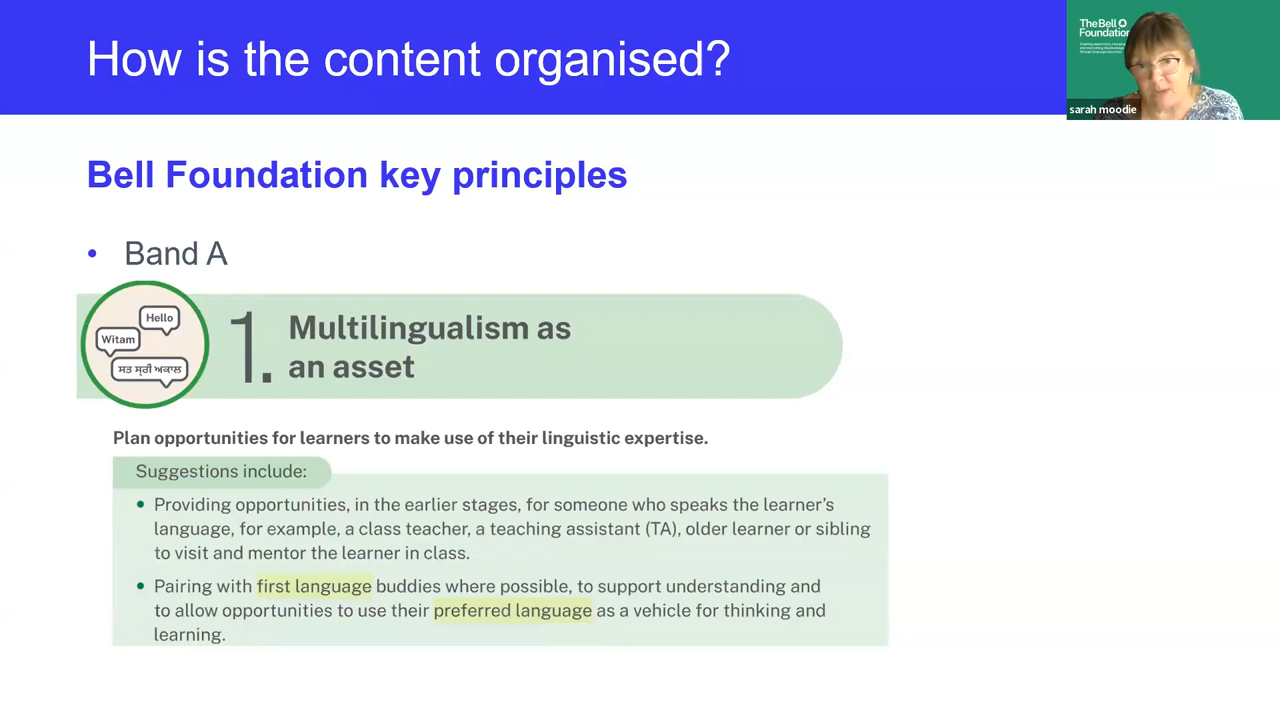 How is the content organised?
The Bell
Foundation
sarah moodie
Bell Foundation key principles
• Band A
Hello
Witam
ਸਤ ਸ੍ਰੀ ਅਕਾਲ
1. Multilingualism as
an asset
Plan opportunities for learners to make use of their linguistic expertise.
Suggestions include:
• Providing opportunities, in the earlier stages, for someone who speaks the learner’s
language, for example, a class teacher, a teaching assistant (TA), older learner or sibling
to visit and mentor the learner in class.
• Pairing with first language buddies where possible, to support understanding and
to allow opportunities to use their preferred language as a vehicle for thinking and
learning.